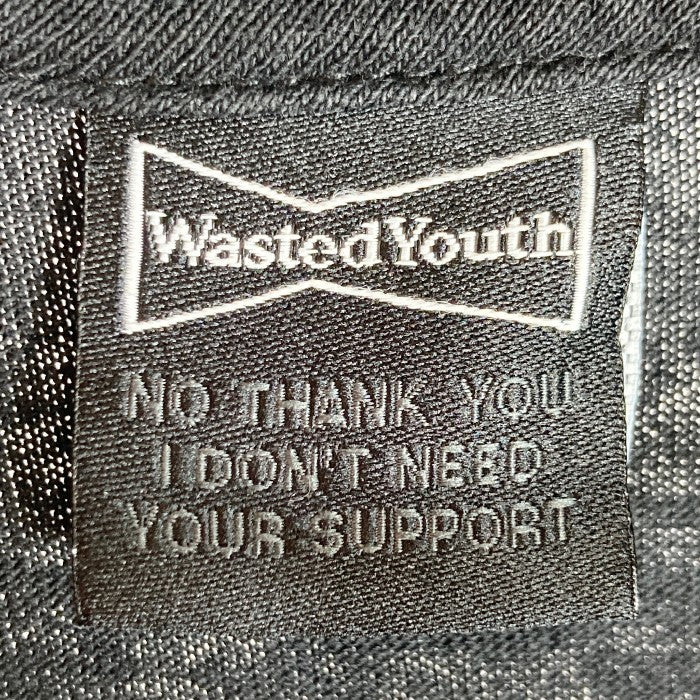 Wasted Youth
NO THANK YOU
I DON'T NEED
YOUR SUPPORT